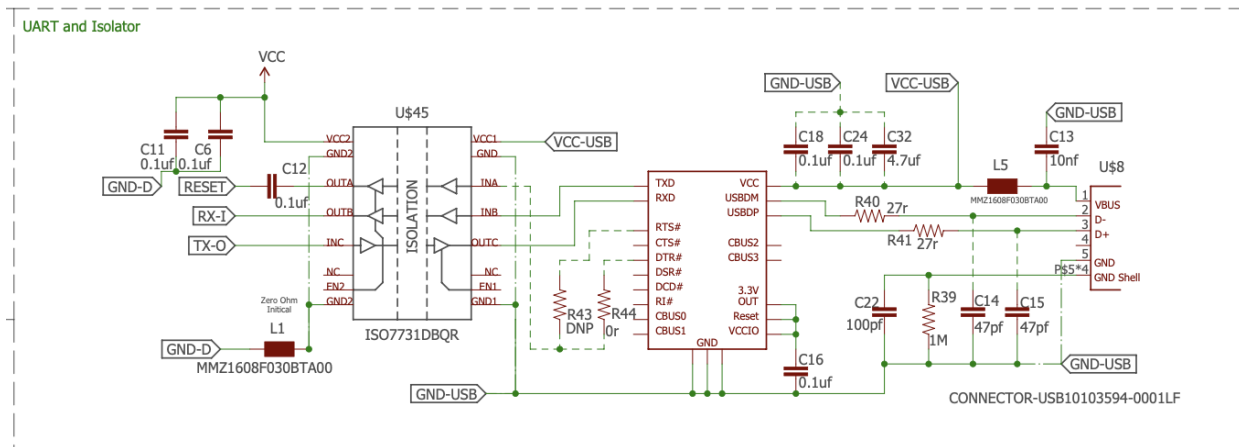 UART and Isolator
VCC
C11
0.1uf
C6
0.1uf
GND-D
RESET
C12
0.1uf
RX-I
TX-O
Zero Ohm
Initical
L1
GND-D
MMZ1608F030BTA00
U$45
VCC2
GND2
OUTA
OUTB
INC
NC
EN2
GND2
ISOLATION
VCC1
GND
INA
INB
OUTC
NC
EN1
GND1
ISO7731DBQR
VCC-USB
GND-USB
R43
DNP
R44
0r
TXD
RXD
RTS#
CTS#
DTR#
DSR#
DCD#
RI#
CBUS0
CBUS1
VCC
USBDM
USBDP
CBUS2
CBUS3
3.3V
OUT
Reset
VCCIO
GND
GND-USB
VCC-USB
GND-USB
C18
0.1uf
C24
0.1uf
C32
4.7uf
C13
10nf
L5
MMZ1608F030BTA00
R40
27r
R41
27r
U$8
1
VBUS
2
D-
3
D+
4
5
GND
P$5*4
GND Shell
C22
100pf
R39
1M
C14
47pf
C15
47pf
C16
0.1uf
GND-USB
CONNECTOR-USB10103594-0001LF